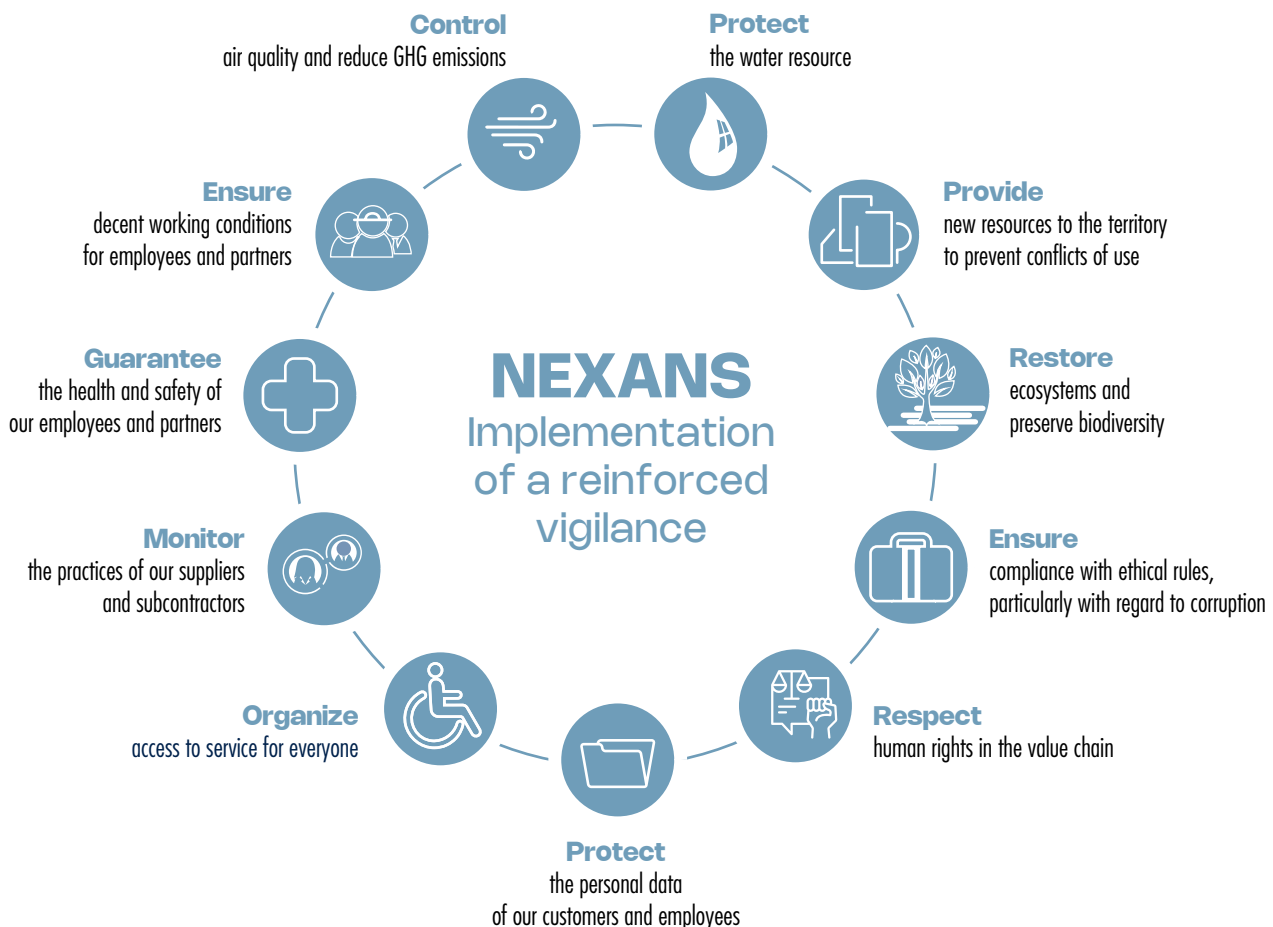 Control
air quality and reduce GHG emissions
Protect
the water resource
Provide
new resources to the territory
to prevent conflicts of use
Restore
ecosystems and
preserve biodiversity
Ensure
compliance with ethical rules,
particularly with regard to corruption
Respect
human rights in the value chain
Protect
the personal data
of our customers and employees
Organize
access to service for everyone
Monitor
the practices of our suppliers
and subcontractors
Guarantee
the health and safety of
our employees and partners
Ensure
decent working conditions
for employees and partners
NEXANS
Implementation
of a reinforced
vigilance